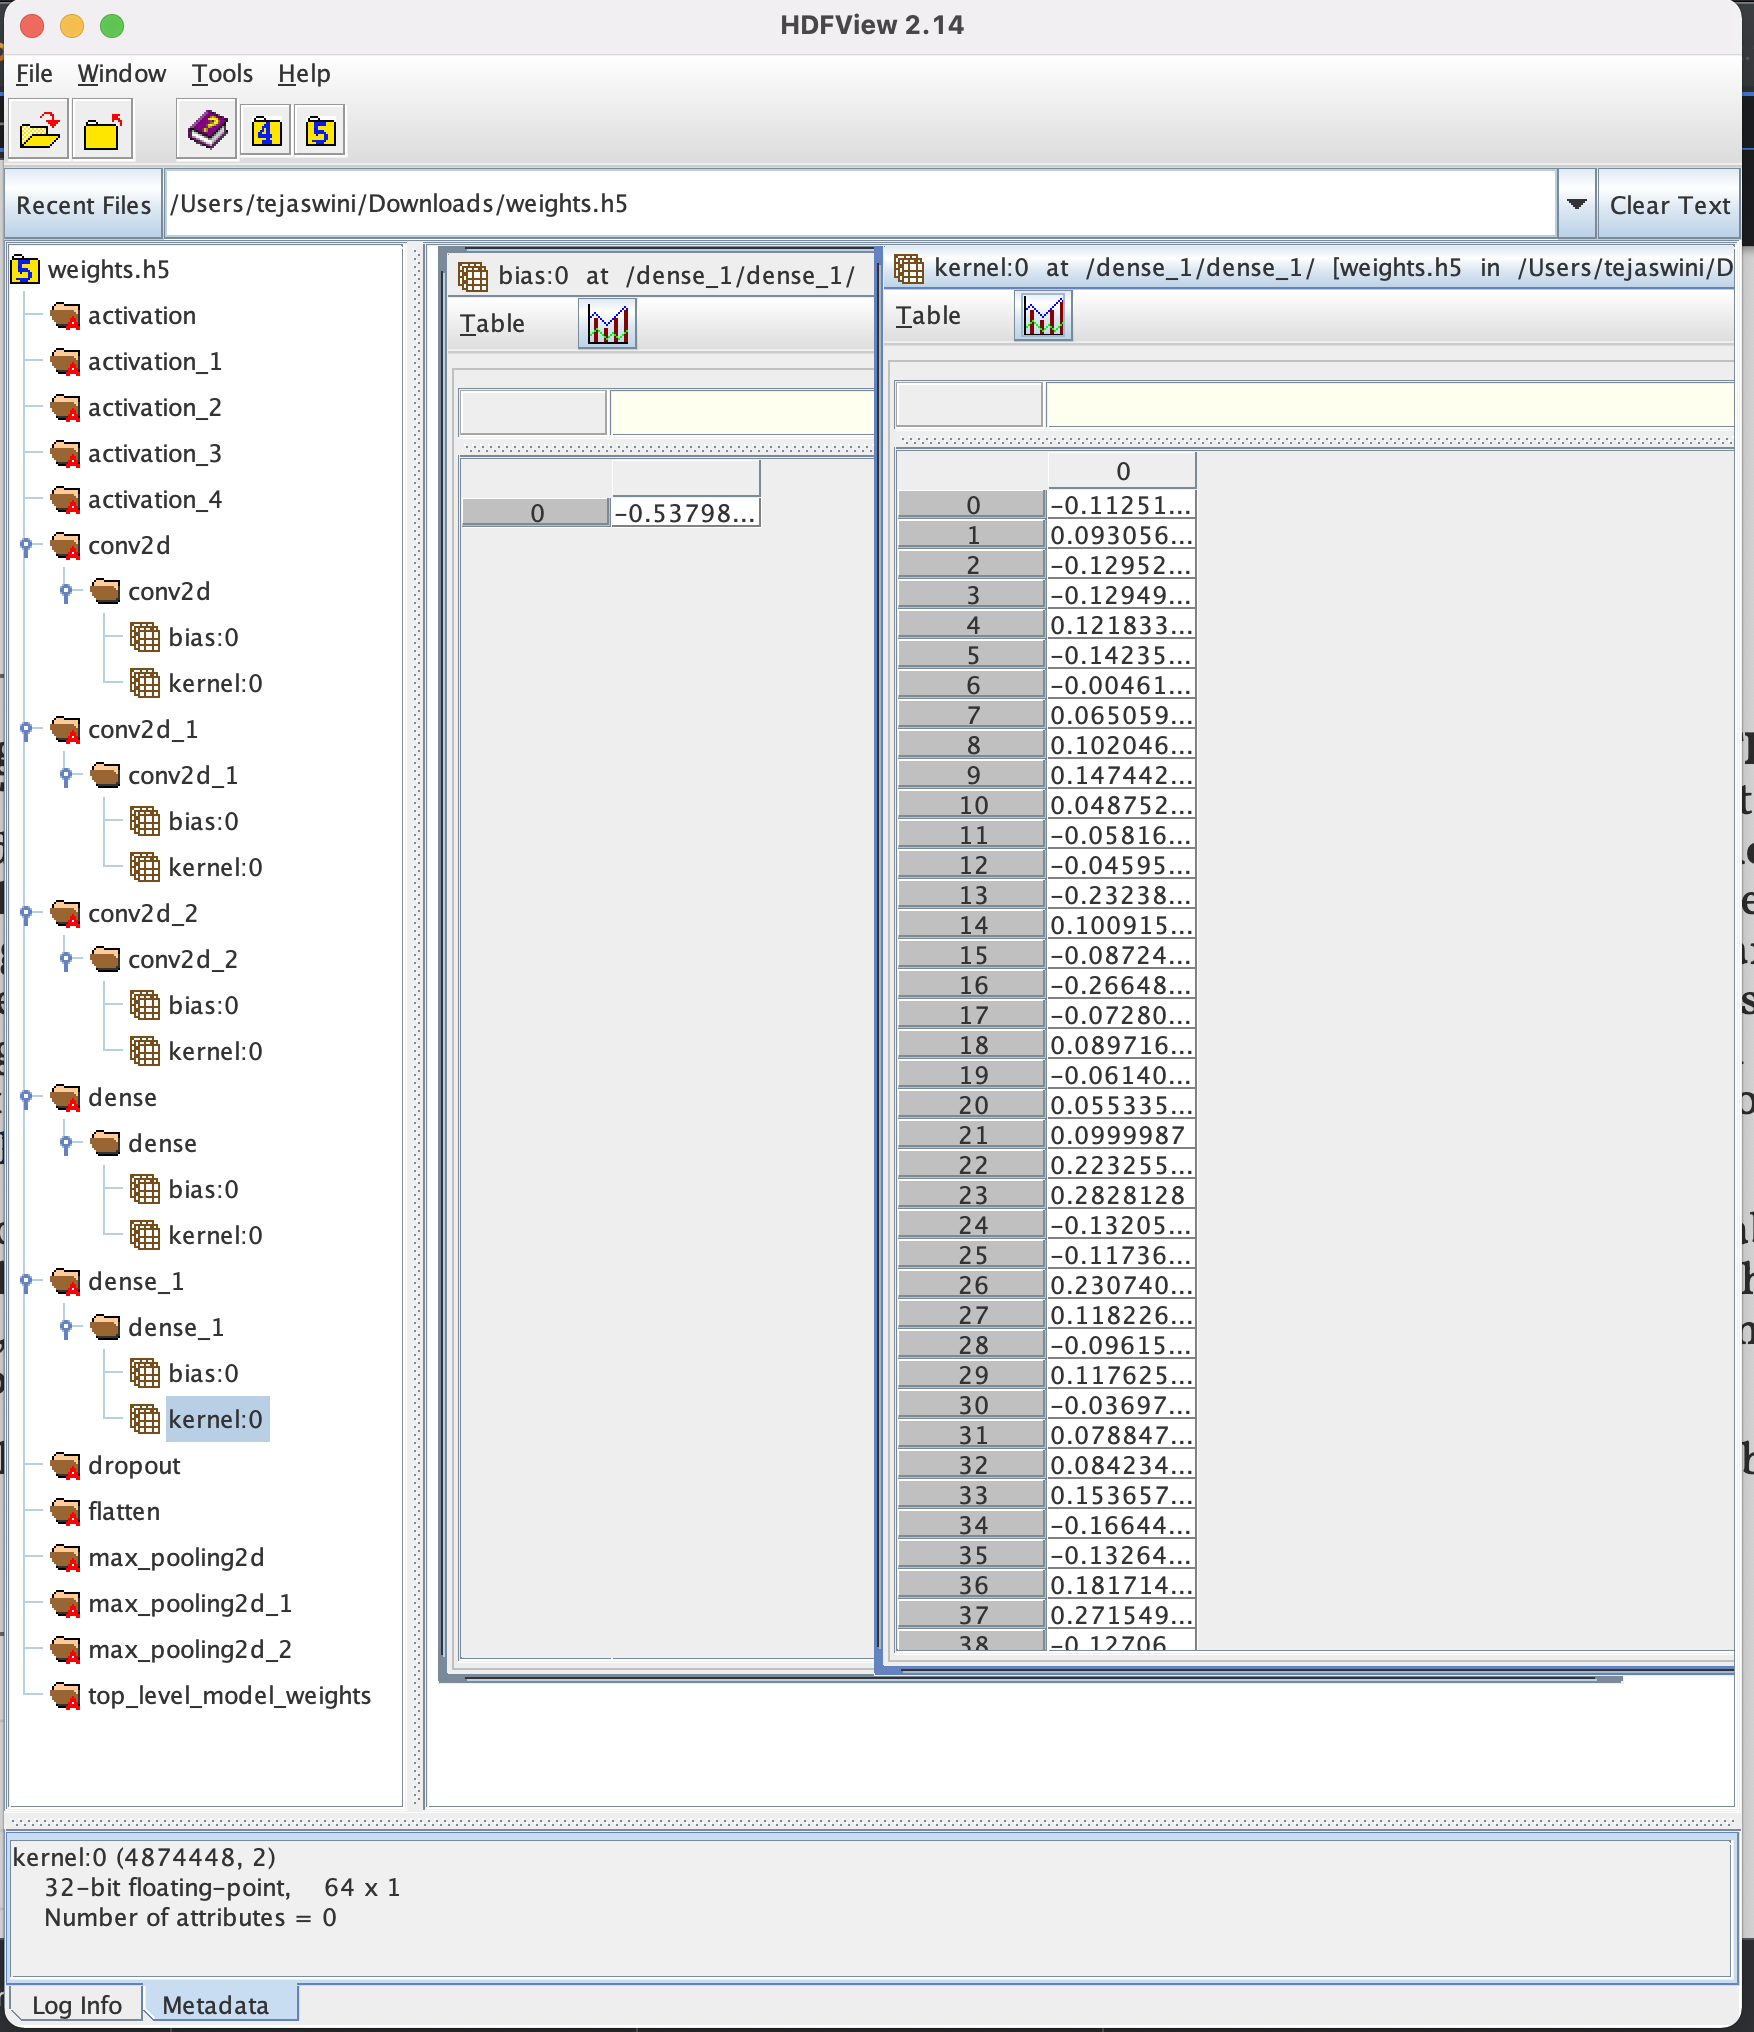 HDFView 2.14
File Window Tools Help
4 5
Recent Files /Users/tejaswini/Downloads/weights.h5 Clear Text
5 weights.h5
activation
activation_1
activation_2
activation_3
activation_4
conv2d
conv2d
bias:0
kernel:0
conv2d_1
conv2d_1
bias:0
kernel:0
conv2d_2
conv2d_2
bias:0
kernel:0
dense
dense
bias:0
kernel:0
dense_1
dense_1
bias:0
kernel:0
dropout
flatten
max_pooling2d
max_pooling2d_1
max_pooling2d_2
top_level_model_weights
bias:0 at /dense_1/dense_1/
Table
0 -0.53798...
kernel:0 at /dense_1/dense_1/ [weights.h5 in /Users/tejaswini/D
Table
0
0 -0.11251...
1 0.093056...
2 -0.12952...
3 -0.12949...
4 0.121833...
5 -0.14235...
6 -0.00461...
7 0.065059...
8 0.102046...
9 0.147442...
10 0.048752...
11 -0.05816...
12 -0.04595...
13 -0.23238...
14 0.100915...
15 -0.08724...
16 -0.26648...
17 -0.07280...
18 0.089716...
19 -0.06140...
20 0.055335...
21 0.0999987
22 0.223255...
23 0.2828128
24 -0.13205...
25 -0.11736...
26 0.230740...
27 0.118226...
28 -0.09615...
29 0.117625...
30 -0.03697...
31 0.078847...
32 0.084234...
33 0.153657...
34 -0.16644...
35 -0.13264...
36 0.181714...
37 0.271549...
38 -0.12706
kernel:0 (4874448, 2)
32-bit floating-point, 64 x 1
Number of attributes = 0
Log Info Metadata